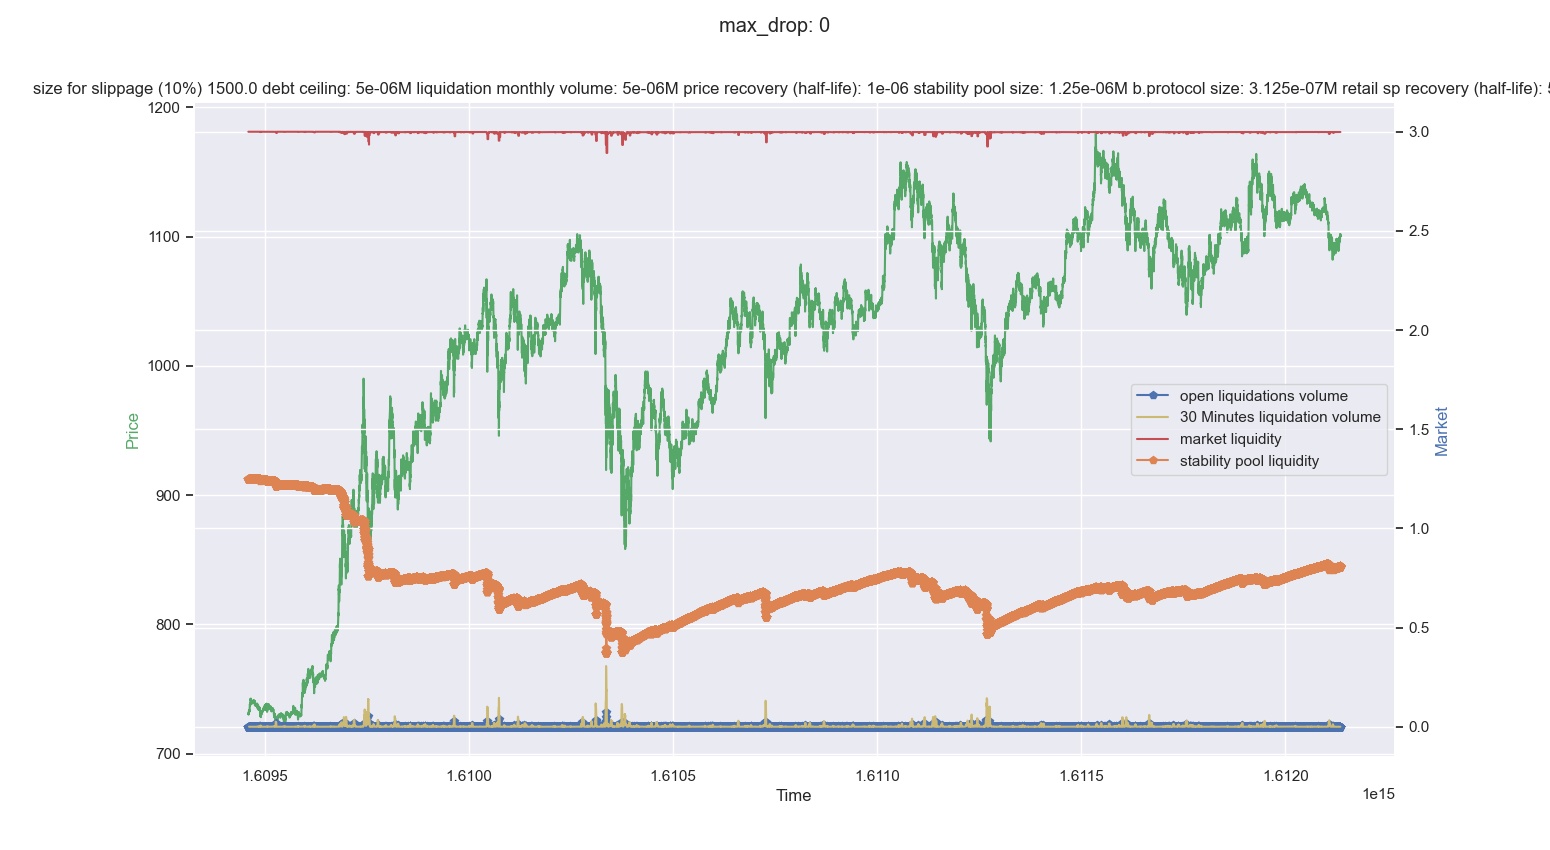 max_drop: 0
size for slippage (10%) 1500.0 debt ceiling: 5e-06M liquidation monthly volume: 5e-06M price recovery (half-life): 1e-06 stability pool size: 1.25e-06M b.protocol size: 3.125e-07M retail sp recovery (half-life):
1200
1100
1000
900
800
700
Price
3.0
2.5
2.0
1.5
1.0
0.5
0.0
Market
open liquidations volume
30 Minutes liquidation volume
market liquidity
stability pool liquidity
1.6095
1.6100
1.6105
1.6110
1.6115
1.6120
Time
1e15